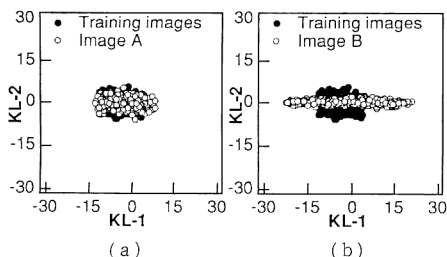 30
● Training images
○ Image A
15
KL-2
0
-15
-30
-30 -15 0 15 30
KL-1
(a)
30
● Training images
○ Image B
15
KL-2
0
-15
-30
-30 -15 0 15 30
KL-1
(b)